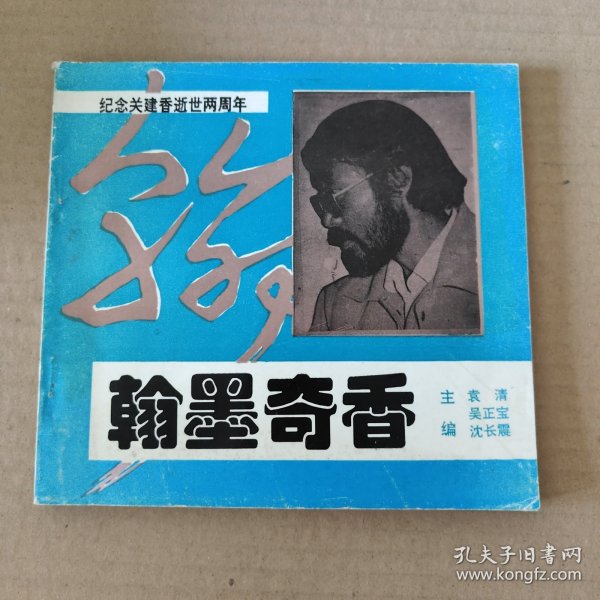 纪念关建香逝世两周年
翰墨奇香
主编
袁清
吴正宝
沈长震
孔夫子旧书网
www.kongfz.com